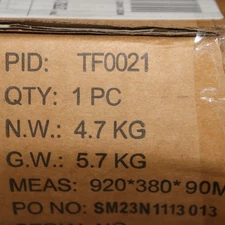 PID: TF0021
QTY: 1 PC
N.W.: 4.7 KG
G.W.: 5.7 KG
MEAS: 920*380*90M
PO NO: SM23N1113013